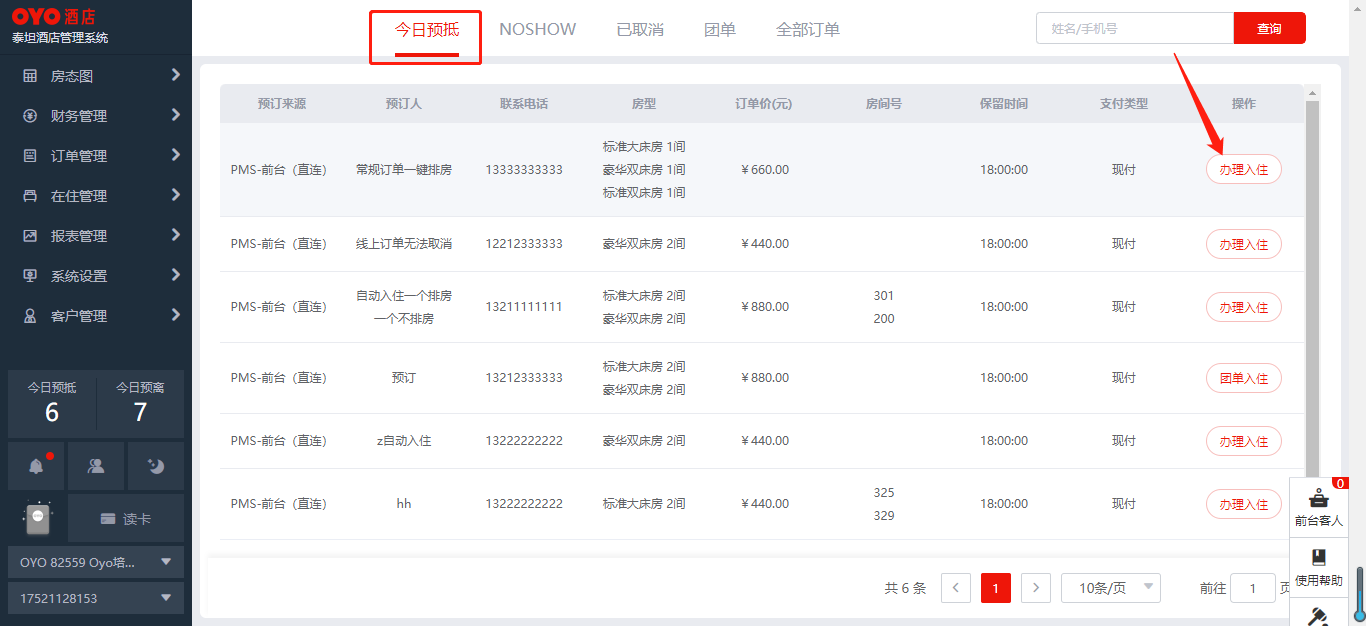 OYO 酒店
泰坦酒店管理系统
房态图
财务管理
订单管理
在住管理
报表管理
系统设置
客户管理
今日预抵 今日预离
6 7
读卡
OYO 82559 Oyo培...
17521128153
今日预抵 NOSHOW 已取消 团单 全部订单 姓名/手机号 查询
预订来源 预订人 联系电话 房型 订单价(元) 房间号 保留时间 支付类型 操作
标准大床房 1间
PMS-前台（直连） 常规订单一键排房 13333333333 豪华双床房 1间 ￥660.00 18:00:00 现付 办理入住
标准双床房 1间
PMS-前台（直连） 线上订单无法取消 12212333333 豪华双床房 2间 ￥440.00 18:00:00 现付 办理入住
自动入住一个排房 标准大床房 2间 301
PMS-前台（直连） 13211111111 ￥880.00 18:00:00 现付 办理入住
一个不排房 豪华双床房 2间 200
标准大床房 2间
PMS-前台（直连） 预订 13212333333 ￥880.00 18:00:00 现付 团单入住
豪华双床房 2间
PMS-前台（直连） z自动入住 13222222222 豪华双床房 2间 ￥440.00 18:00:00 现付 办理入住
325
PMS-前台（直连） hh 13222222222 标准大床房 2间 ￥440.00 18:00:00 现付 办理入住
329
共 6 条 1 10条/页 前往 1 页
0
前台客人
使用帮助